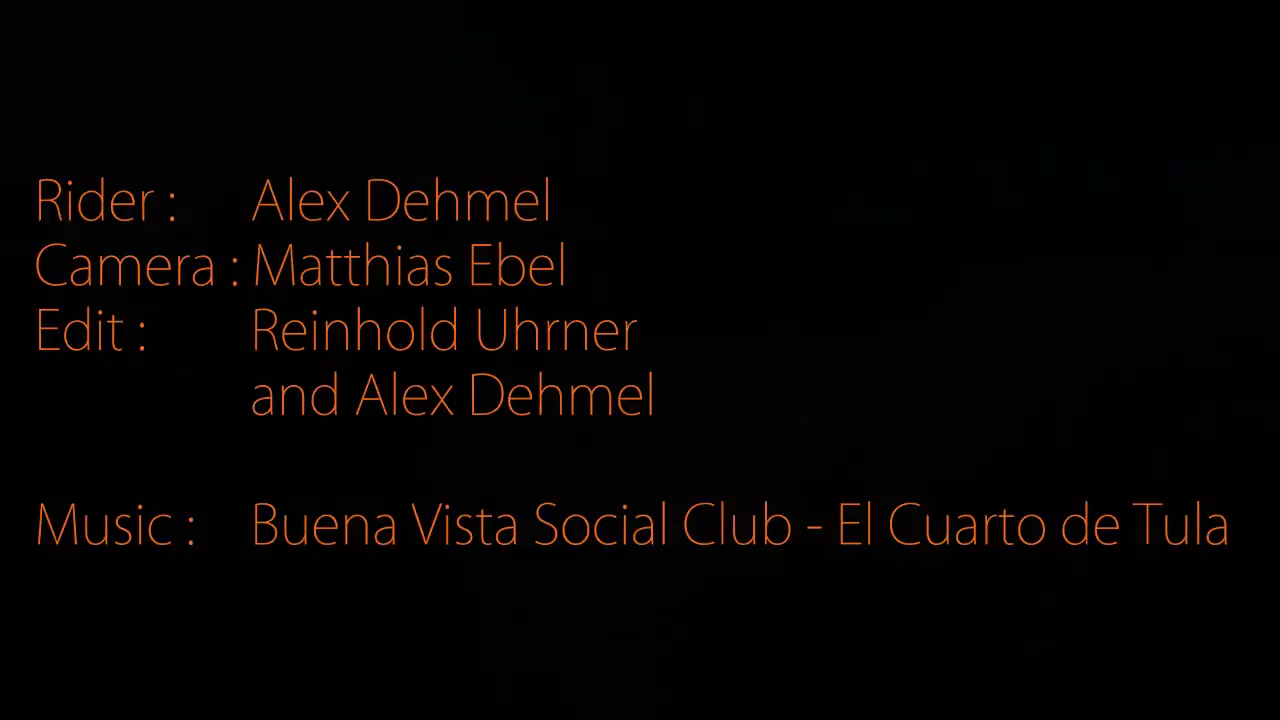 Rider : Alex Dehmel
Camera : Matthias Ebel
Edit : Reinhold Uhrner
and Alex Dehmel
Music : Buena Vista Social Club - El Cuarto de Tula